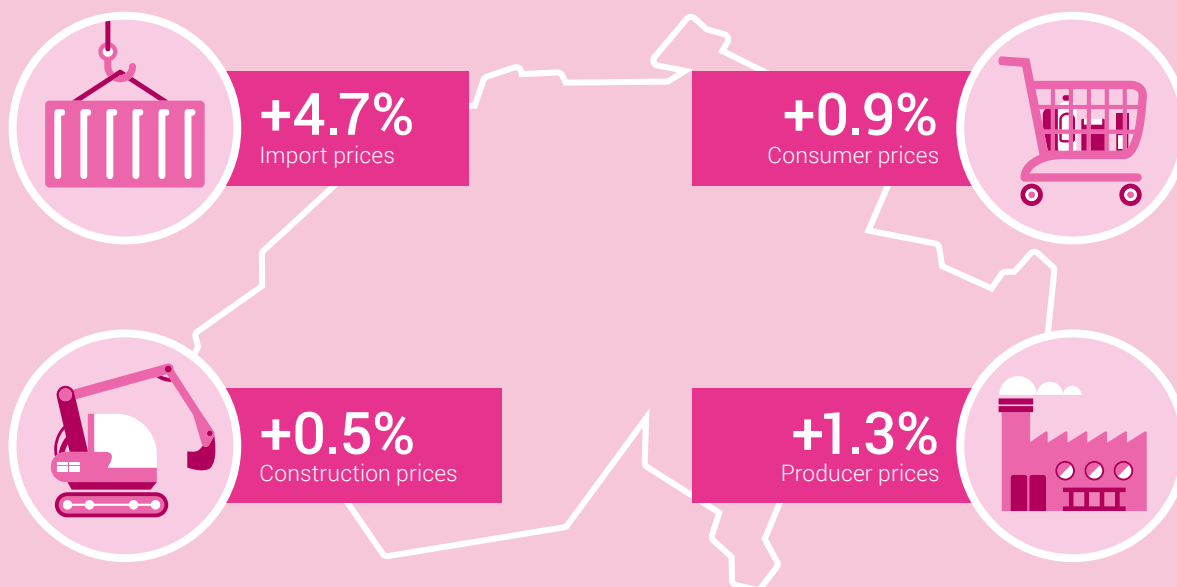 +4.7%
Import prices
+0.9%
Consumer prices
+0.5%
Construction prices
+1.3%
Producer prices